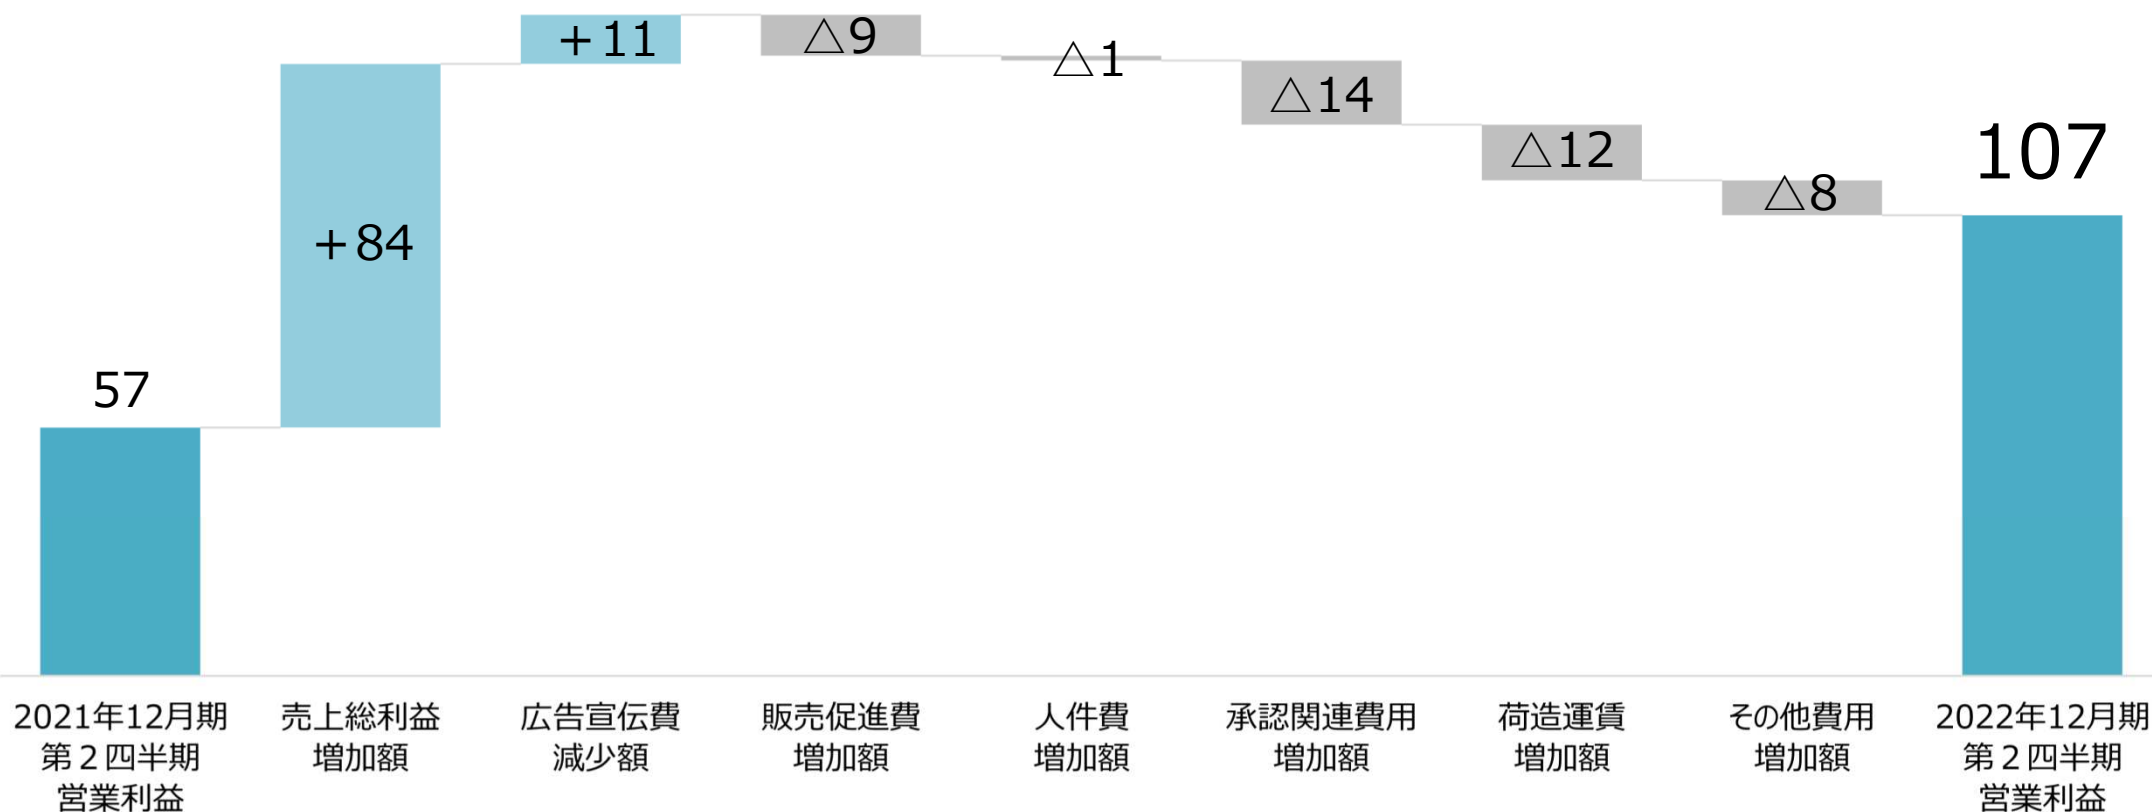 57
+84
+11
△9
△1
△14
△12
△8
107
2021年12月期
第２四半期
営業利益
売上総利益
増加額
広告宣伝費
減少額
販売促進費
増加額
人件費
増加額
承認関連費用
増加額
荷造運賃
増加額
その他費用
増加額
2022年12月期
第２四半期
営業利益